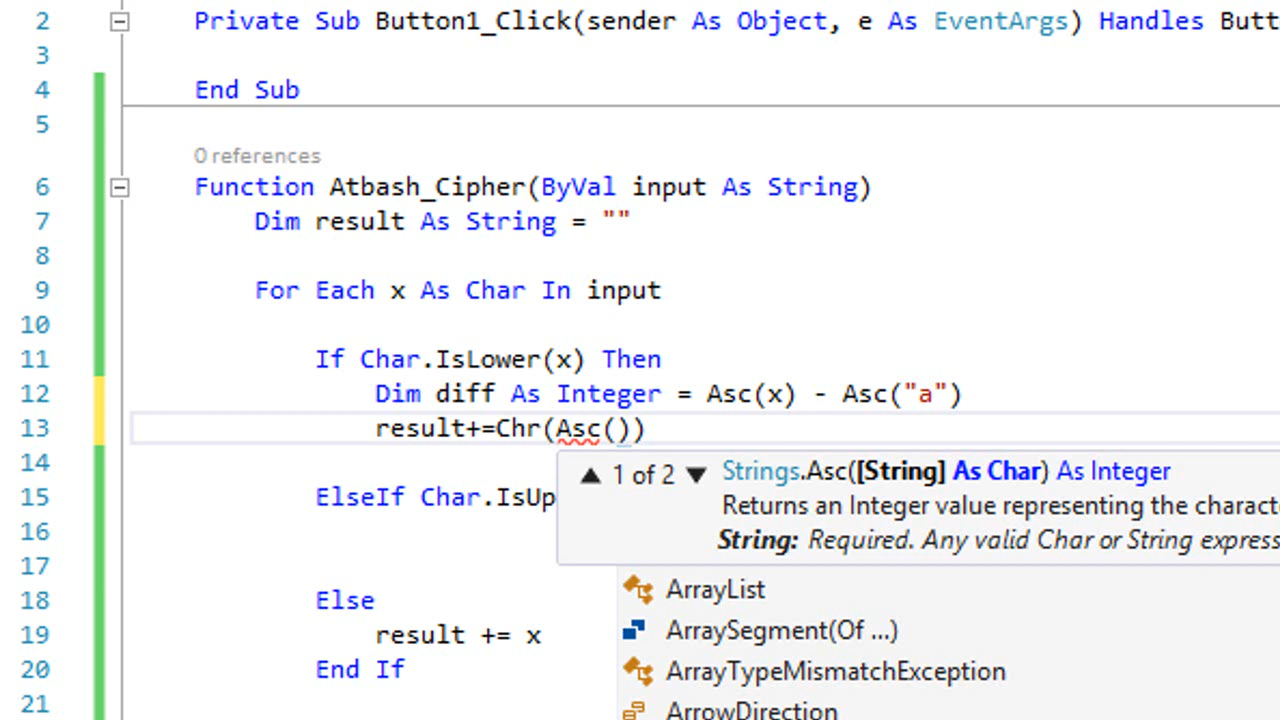 2 Private Sub Button1_Click(sender As Object, e As EventArgs) Handles Butt
3
4 End Sub
5
0 references
6 Function Atbash_Cipher(ByVal input As String)
7 Dim result As String = ""
8
9 For Each x As Char In input
10
11 If Char.IsLower(x) Then
12 Dim diff As Integer = Asc(x) - Asc("a")
13 result+=Chr(Asc())
14 ▲ 1 of 2 ▼ Strings.Asc([String] As Char) As Integer
15 ElseIf Char.IsUp Returns an Integer value representing the characte
16 String: Required. Any valid Char or String express
17 ArrayList
18 Else ArraySegment(Of ...)
19 result += x
20 End If ArrayTypeMismatchException
21 ArrowDirection